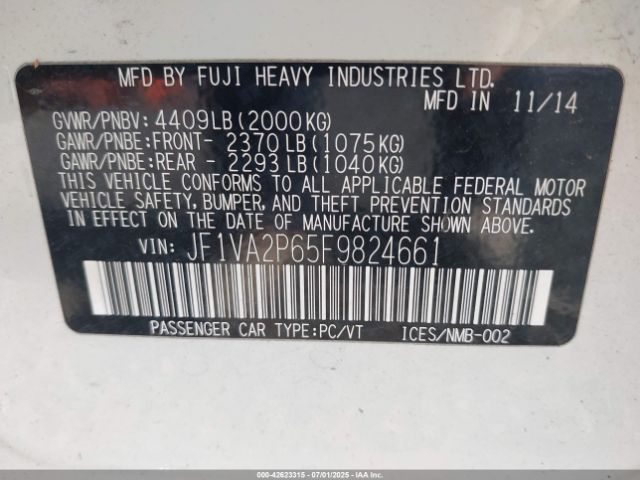 MFD BY FUJI HEAVY INDUSTRIES LTD.
MFD IN 11/14
GVWR/PNBV: 4409LB(2000KG)
GAWR/PNBE:FRONT- 2370LB(1075KG)
GAWR/PNBE:REAR - 2293LB(1040KG)
THIS VEHICLE CONFORMS TO ALL APPLICABLE FEDERAL MOTOR
VEHICLE SAFETY, BUMPER, AND THEFT PREVENTION STANDARDS
IN EFFECT ON THE DATE OF MANUFACTURE SHOWN ABOVE.
VIN: JF1VA2P65F9824661
PASSENGER CAR TYPE:PC/VT ICES/NMB-002
000-42623315 - 07/01/2025 - IAA Inc.